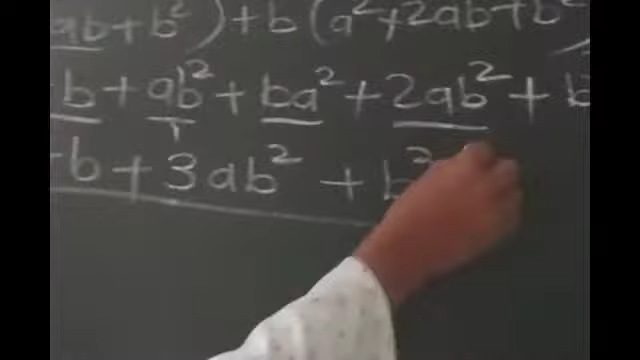 ab + b²) + b(a² + 2ab + b²
b + ab² + ba² + 2ab² + b
b + 3ab² + b³